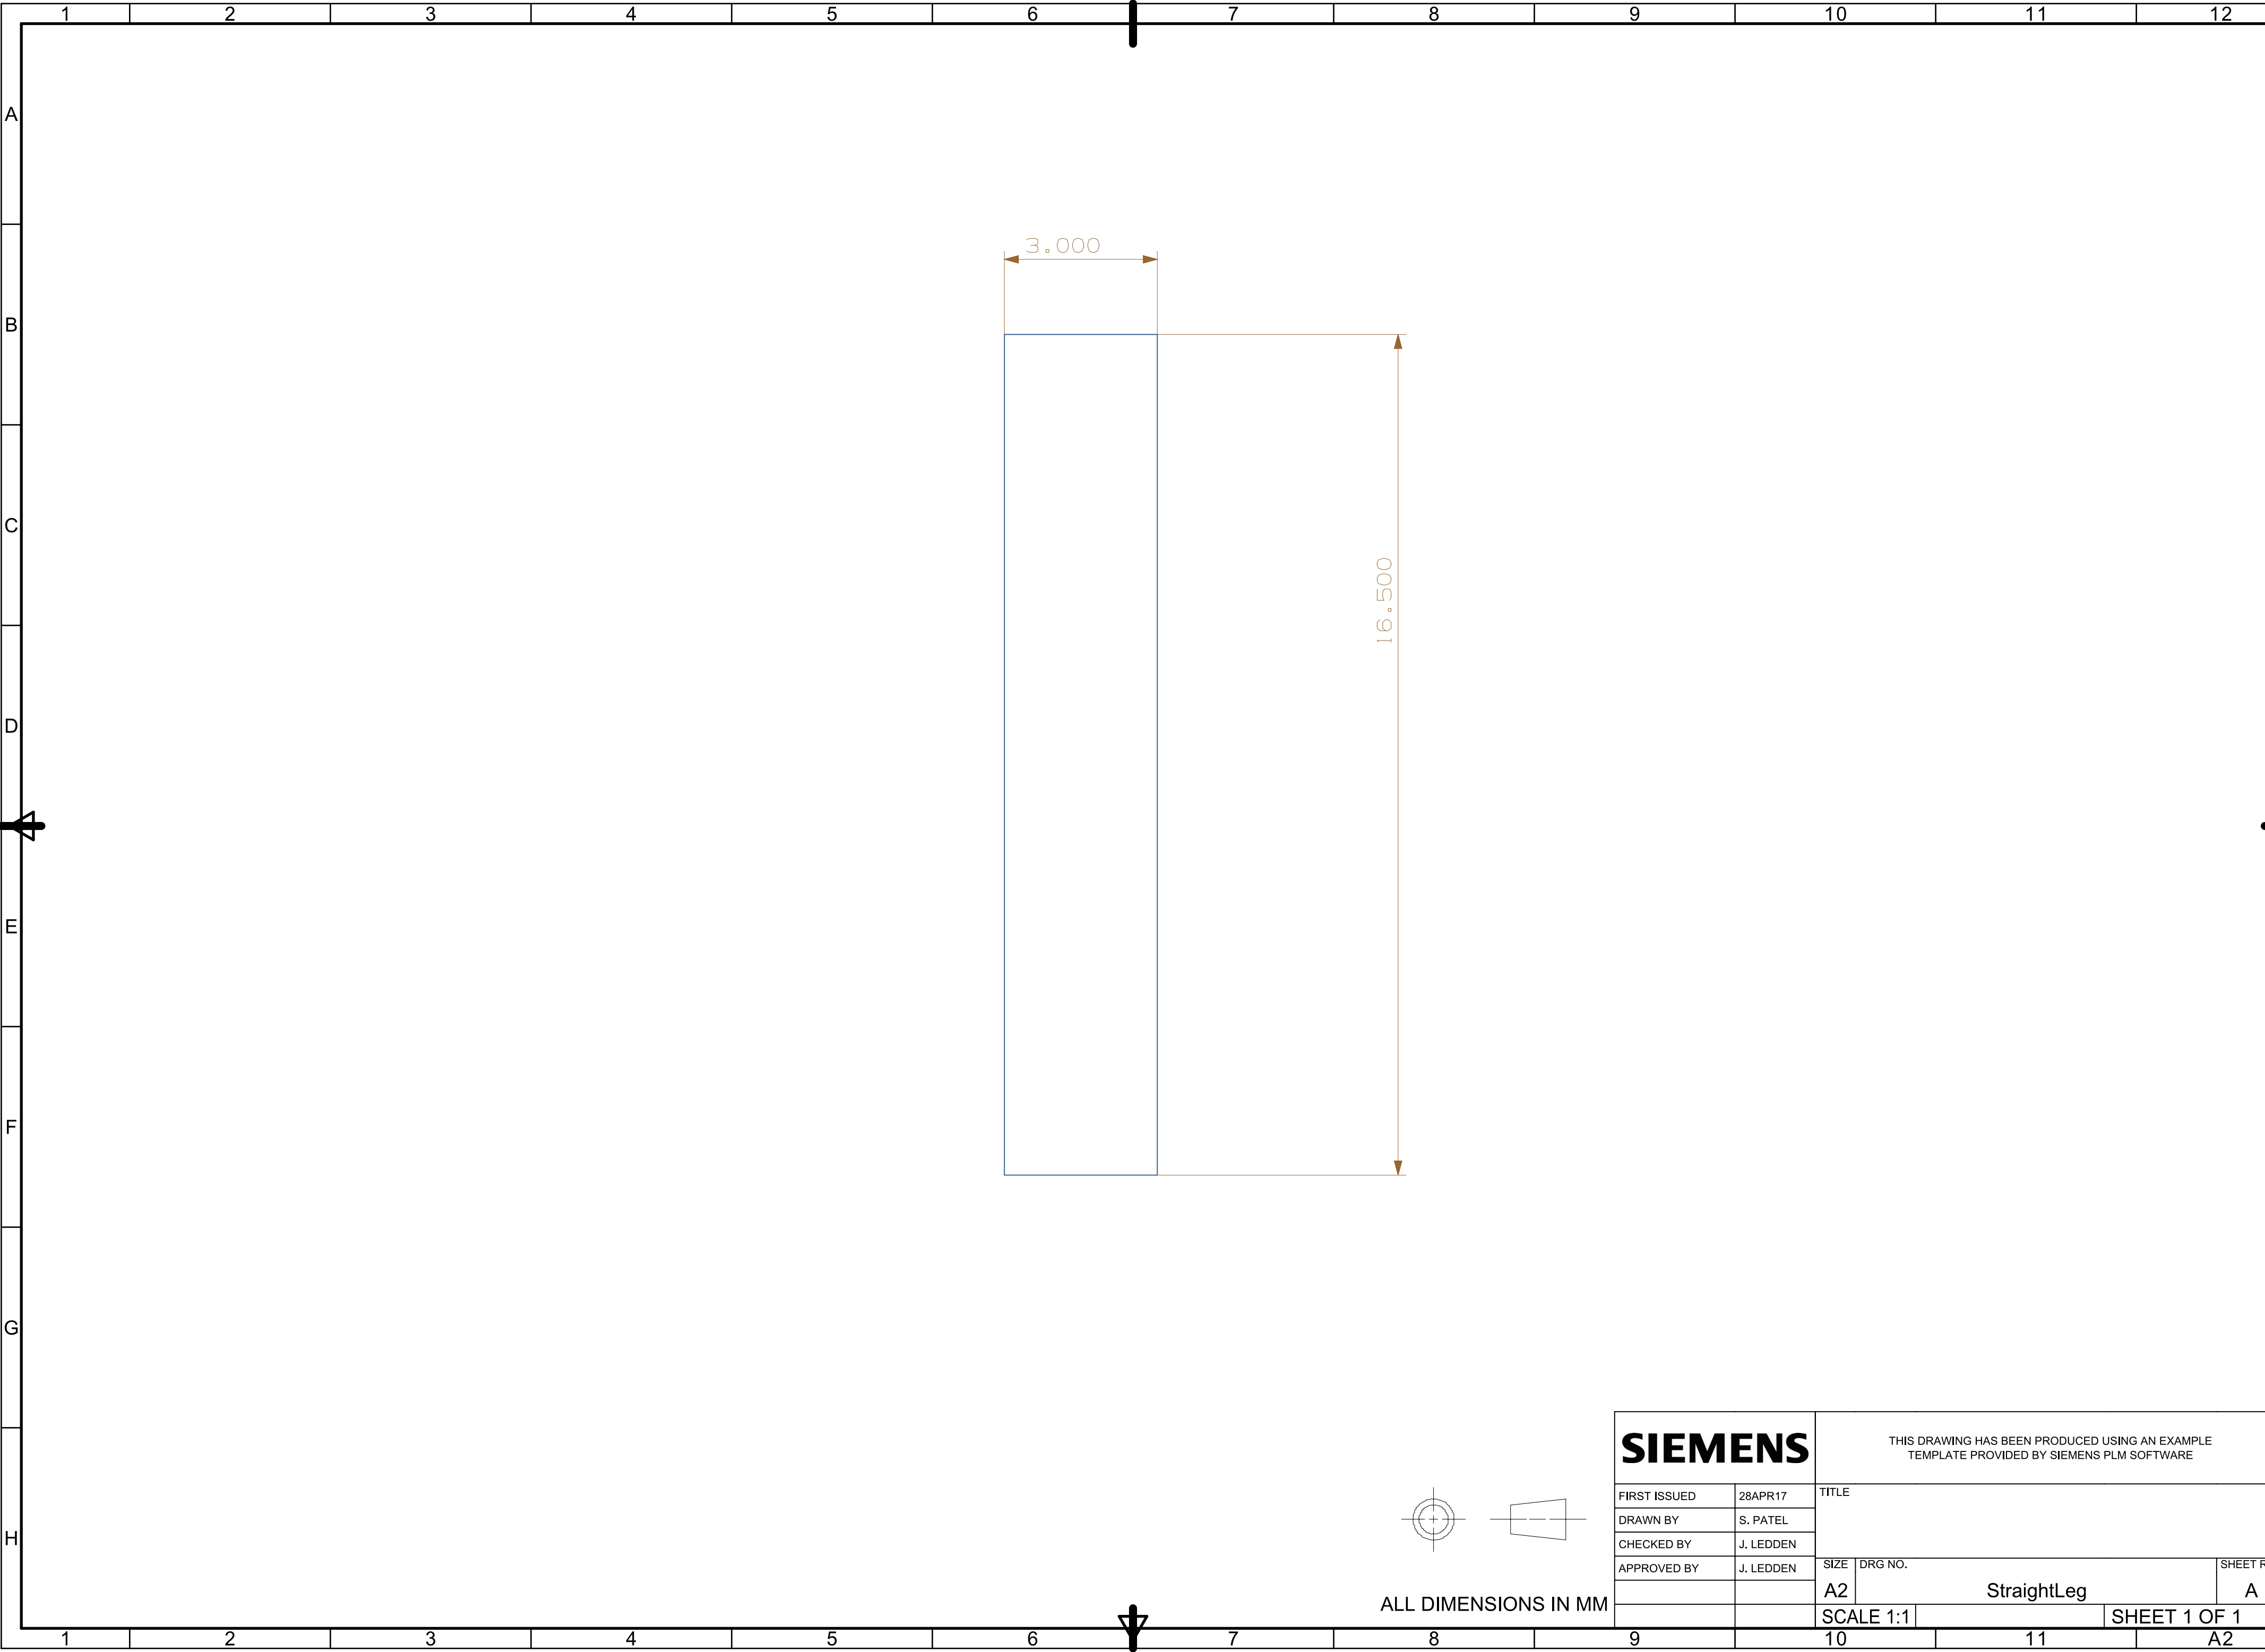 1 2 3 4 5 6 7 8 9 10 11 12
A
3.000
B
C
16.500
D
E
F
G
SIEMENS
THIS DRAWING HAS BEEN PRODUCED USING AN EXAMPLE
TEMPLATE PROVIDED BY SIEMENS PLM SOFTWARE
FIRST ISSUED 28APR17
TITLE
DRAWN BY S. PATEL
H
CHECKED BY J. LEDDEN
APPROVED BY J. LEDDEN
SIZE DRG NO. SHEET
A2 StraightLeg A
ALL DIMENSIONS IN MM
SCALE 1:1 SHEET 1 OF 1
1 2 3 4 5 6 7 8 9 10 11 A2